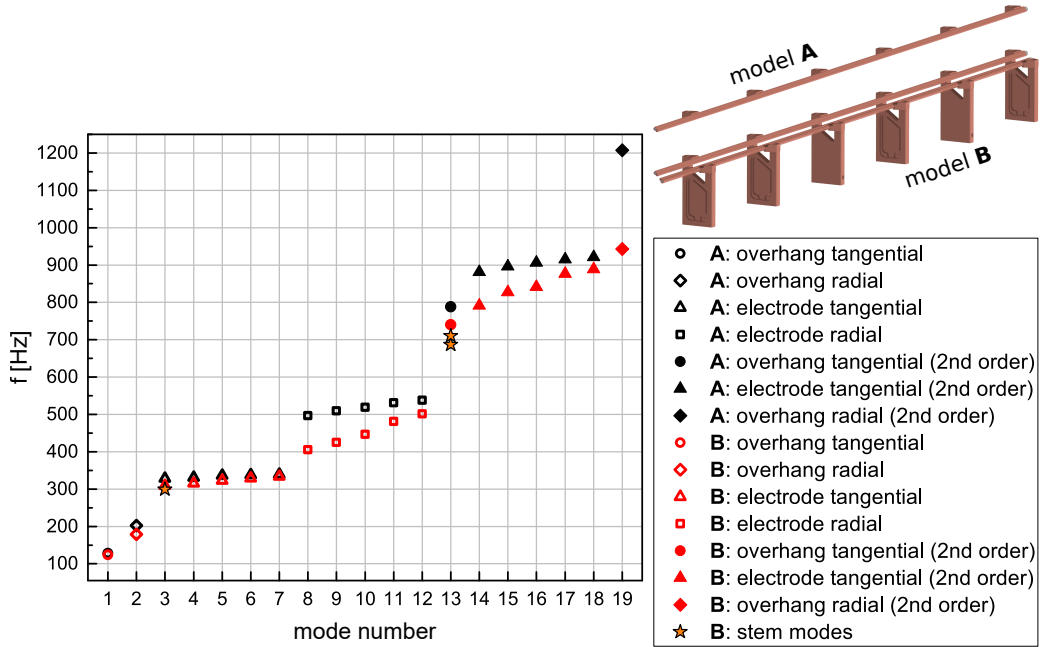 model A
model B
1200
1100
1000
900
800
700
600
500
400
300
200
100
f [Hz]
1 2 3 4 5 6 7 8 9 10 11 12 13 14 15 16 17 18 19
mode number
A: overhang tangential
A: overhang radial
A: electrode tangential
A: electrode radial
A: overhang tangential (2nd order)
A: electrode tangential (2nd order)
A: overhang radial (2nd order)
B: overhang tangential
B: overhang radial
B: electrode tangential
B: electrode radial
B: overhang tangential (2nd order)
B: electrode tangential (2nd order)
B: overhang radial (2nd order)
B: stem modes